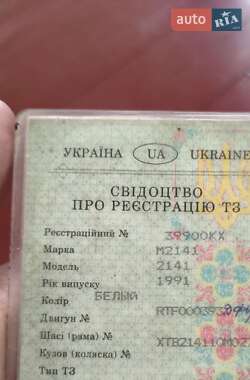 auto RIA
УКРАЇНА UA UKRAINE
СВІДОЦТВО
ПРО РЕЄСТРАЦІЮ ТЗ
Реєстраційний № 39900КХ
Марка М2141
Модель 2141
Рік випуску 1991
Колір БЕЛЫЙ
Двигун №
Шасі (рама) №
Кузов (коляска) №
Тип ТЗ